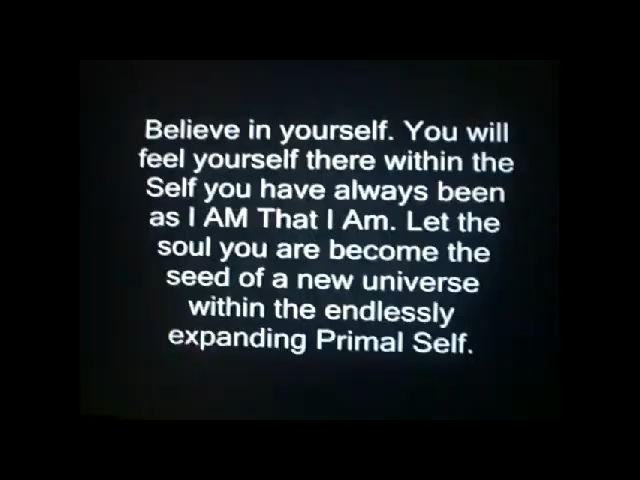 Believe in yourself. You will
feel yourself there within the
Self you have always been
as I AM That I Am. Let the
soul you are become the
seed of a new universe
within the endlessly
expanding Primal Self.